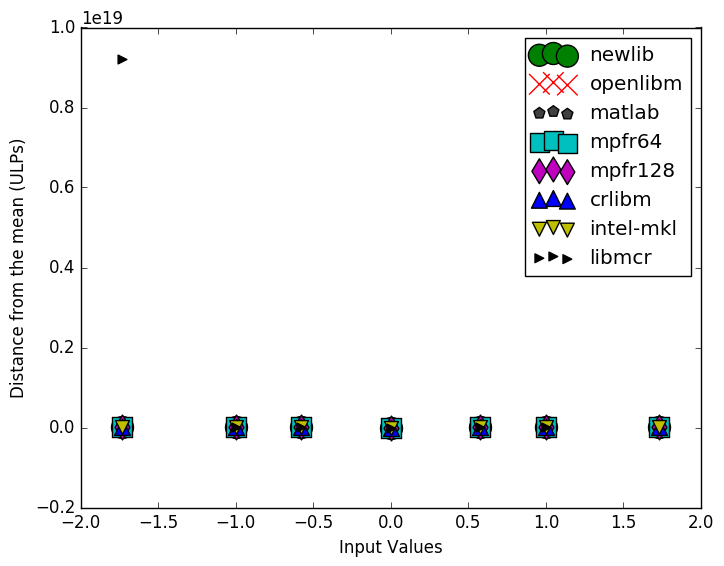 1e19
1.0
0.8
0.6
0.4
0.2
0.0
−0.2
−2.0 −1.5 −1.0 −0.5 0.0 0.5 1.0 1.5 2.0
Input Values
Distance from the mean (ULPs)
newlib
openlibm
matlab
mpfr64
mpfr128
crlibm
intel-mkl
libmcr